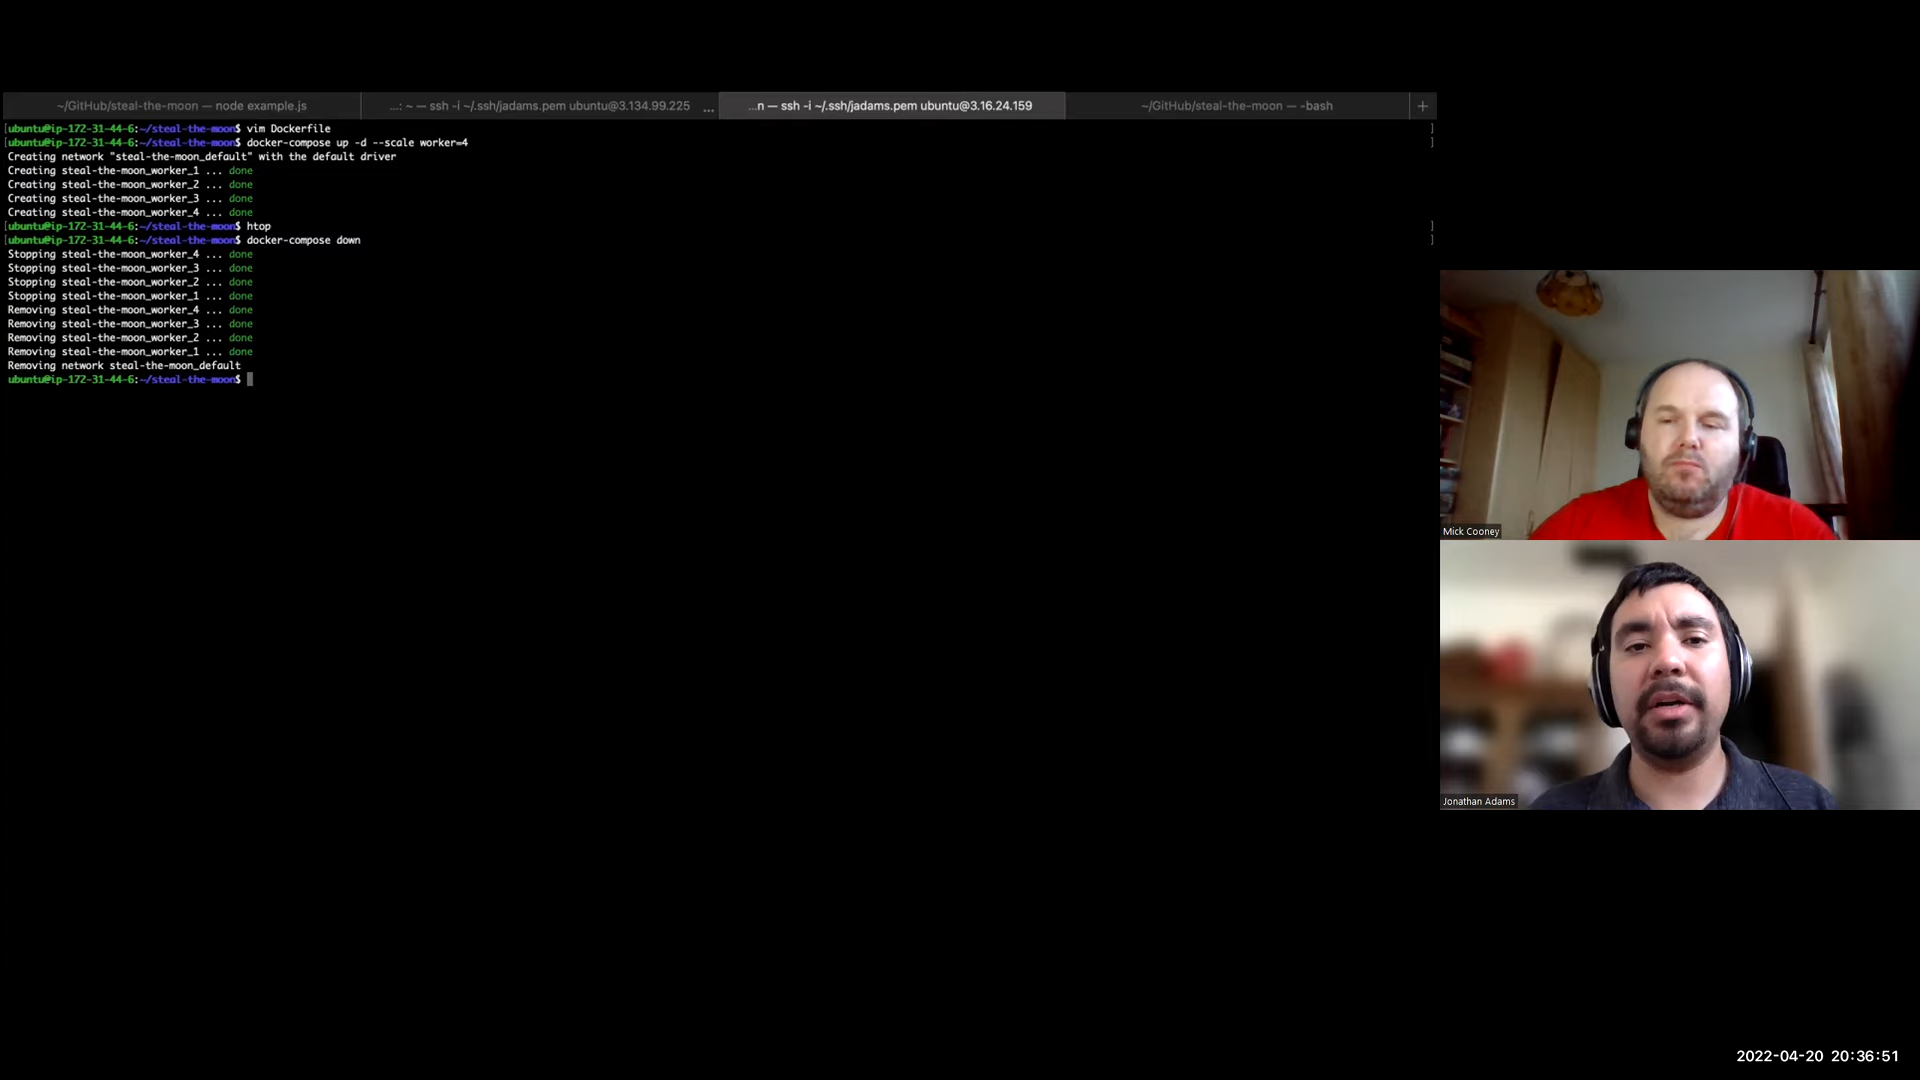 ~/GitHub/steal-the-moon — node example.js
...: ~ — ssh -i ~/.ssh/jadams.pem ubuntu@3.134.99.225 ...
...n — ssh -i ~/.ssh/jadams.pem ubuntu@3.16.24.159
~/GitHub/steal-the-moon — -bash
+
[ubuntu@ip-172-31-44-6:~/steal-the-moon$ vim Dockerfile ]
[ubuntu@ip-172-31-44-6:~/steal-the-moon$ docker-compose up -d --scale worker=4 ]
Creating network "steal-the-moon_default" with the default driver
Creating steal-the-moon_worker_1 ... done
Creating steal-the-moon_worker_2 ... done
Creating steal-the-moon_worker_3 ... done
Creating steal-the-moon_worker_4 ... done
[ubuntu@ip-172-31-44-6:~/steal-the-moon$ htop ]
[ubuntu@ip-172-31-44-6:~/steal-the-moon$ docker-compose down ]
Stopping steal-the-moon_worker_4 ... done
Stopping steal-the-moon_worker_3 ... done
Stopping steal-the-moon_worker_2 ... done
Stopping steal-the-moon_worker_1 ... done
Removing steal-the-moon_worker_4 ... done
Removing steal-the-moon_worker_3 ... done
Removing steal-the-moon_worker_2 ... done
Removing steal-the-moon_worker_1 ... done
Removing network steal-the-moon_default
ubuntu@ip-172-31-44-6:~/steal-the-moon$
Mick Cooney
Jonathan Adams
2022-04-20 20:36:51